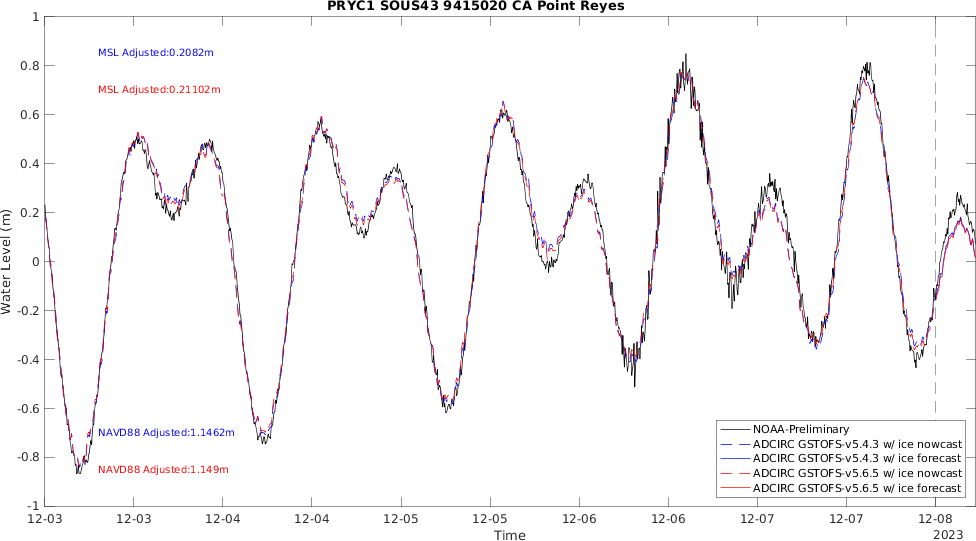 PRYC1 SOUS43 9415020 CA Point Reyes
1
0.8
0.6
0.4
0.2
0
-0.2
-0.4
-0.6
-0.8
-1
Water Level (m)
MSL Adjusted:0.2082m
MSL Adjusted:0.21102m
NAVD88 Adjusted:1.1462m
NAVD88 Adjusted:1.149m
NOAA-Preliminary
ADCIRC GSTOFS-v5.4.3 w/ ice nowcast
ADCIRC GSTOFS-v5.4.3 w/ ice forecast
ADCIRC GSTOFS-v5.6.5 w/ ice nowcast
ADCIRC GSTOFS-v5.6.5 w/ ice forecast
12-03 12-03 12-04 12-04 12-05 12-05 12-06 12-06 12-07 12-07 12-08
2023
Time